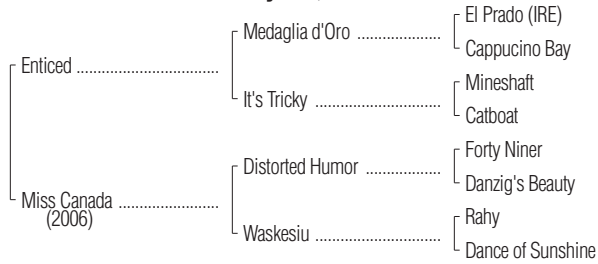 El Prado (IRE)
Medaglia d'Oro ..................
Cappucino Bay
Enticed ...............................
Mineshaft
It's Tricky ...........................
Catboat
Forty Niner
Distorted Humor ................
Danzig's Beauty
Miss Canada ......................
(2006)
Rahy
Waskesiu ...........................
Dance of Sunshine